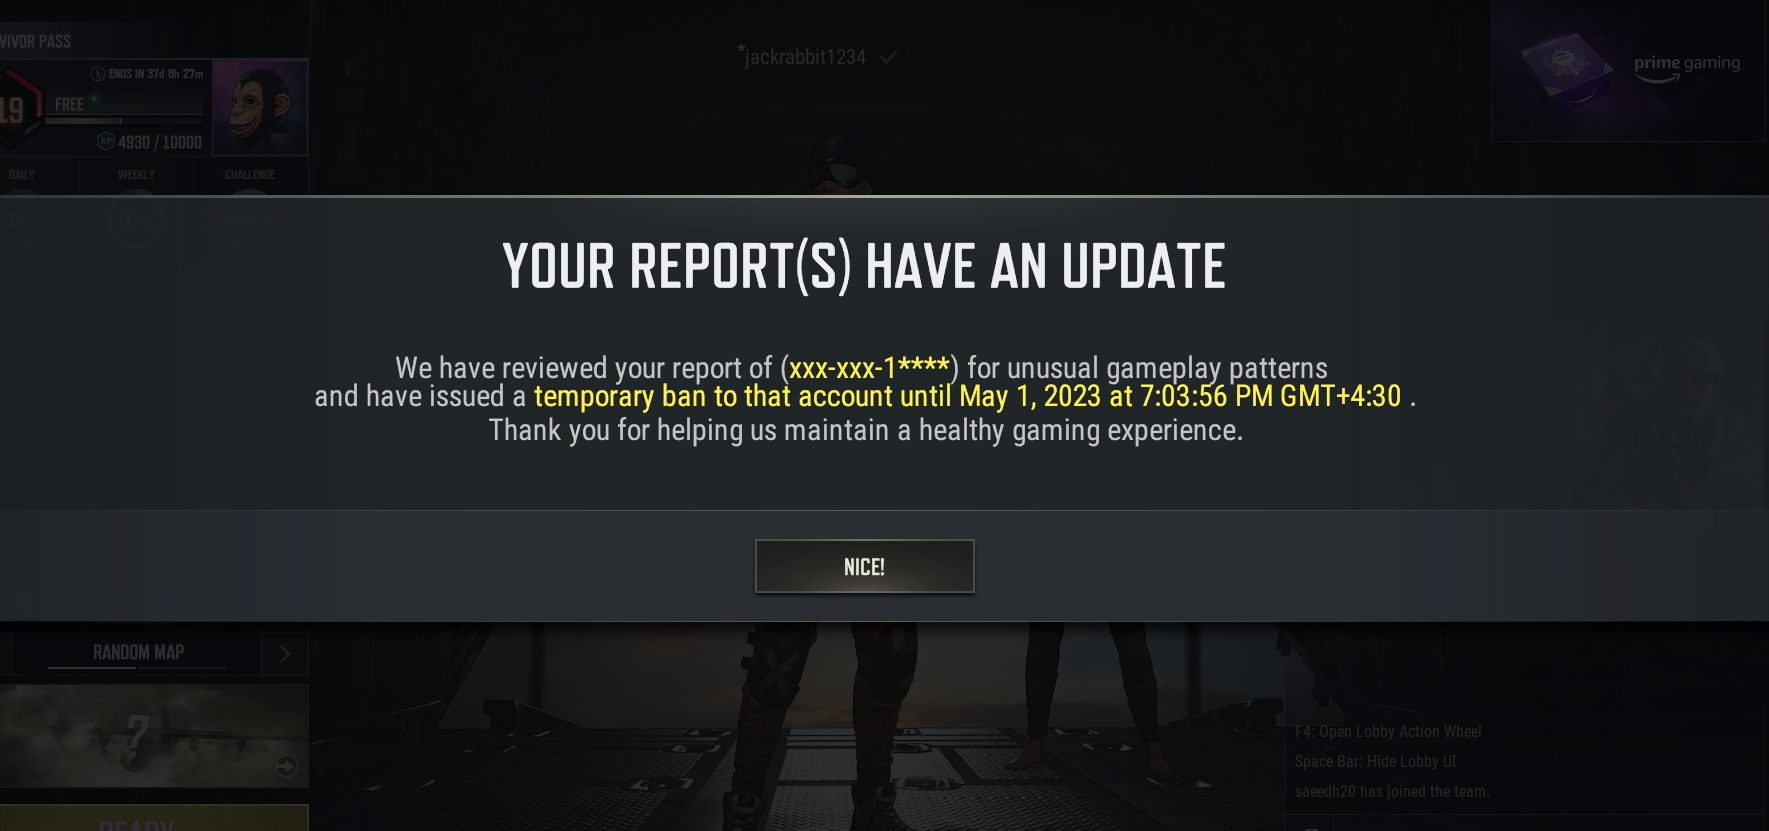 VIVOR PASS
*jackrabbit1234
prime gaming
ENDS IN 37d 8h 27m
19
FREE
XP 4930 / 10000
DAILY
WEEKLY
CHALLENGE
YOUR REPORT(S) HAVE AN UPDATE
We have reviewed your report of (xxx-xxx-1****) for unusual gameplay patterns
and have issued a temporary ban to that account until May 1, 2023 at 7:03:56 PM GMT+4:30 .
Thank you for helping us maintain a healthy gaming experience.
NICE!
RANDOM MAP
?
READY
F4: Open Lobby Action Wheel
Space Bar: Hide Lobby UI
saeedh20 has joined the team.